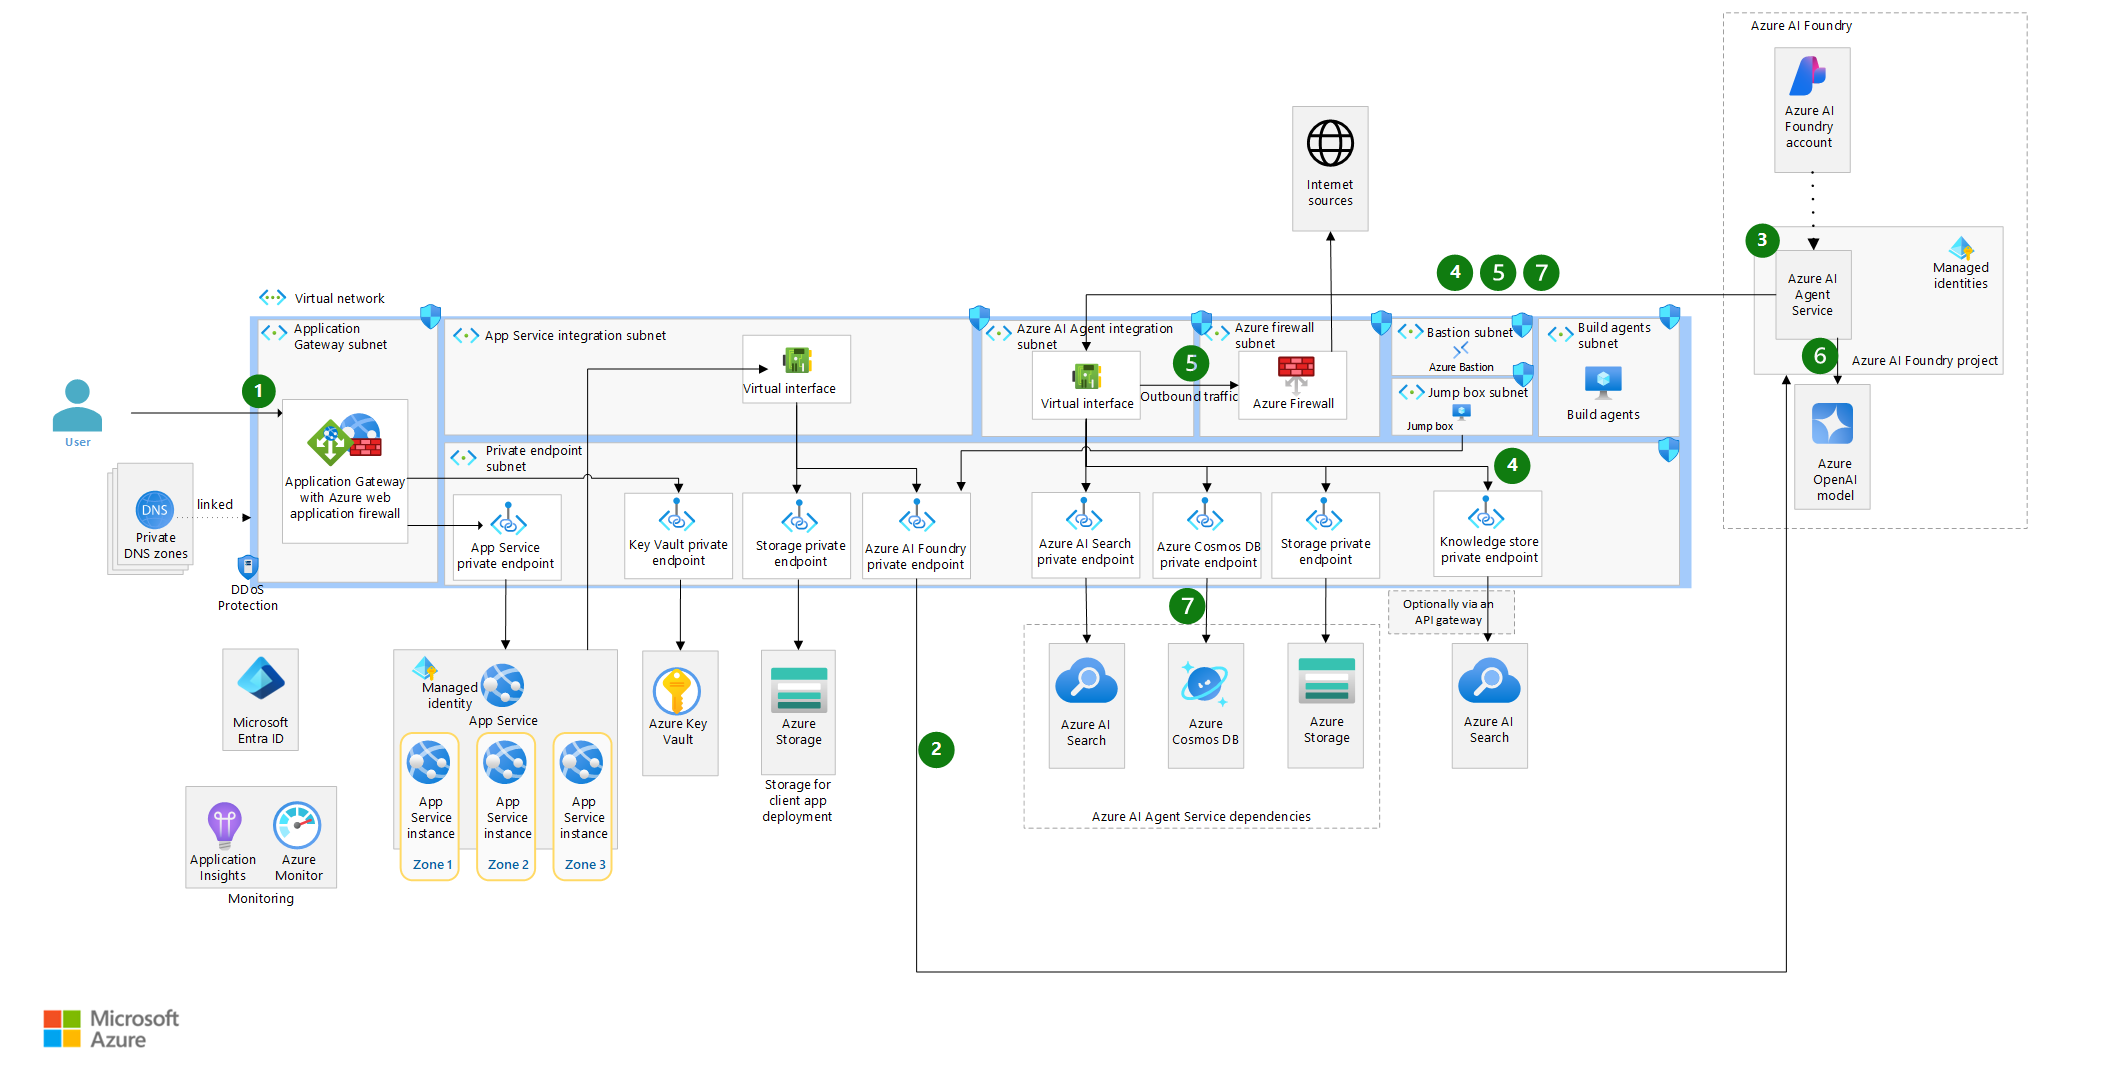 Azure AI Foundry
Azure AI
Foundry
account
Internet
sources
3
Managed
identities
Azure AI
Agent
Service
4
5
7
6
Azure AI Foundry project
Azure
OpenAI
model
Virtual network
Application
Gateway subnet
App Service integration subnet
Virtual interface
Azure AI Agent integration
subnet
Virtual interface
5
Outbound traffic
Azure firewall
subnet
Azure Firewall
Bastion subnet
Azure Bastion
Jump box subnet
Jump box
Build agents
subnet
Build agents
User
1
Application Gateway
with Azure web
application firewall
DNS
Private
DNS zones
linked
DDoS
Protection
Private endpoint
subnet
App Service
private endpoint
Key Vault private
endpoint
Storage private
endpoint
Azure AI Foundry
private endpoint
Azure AI Search
private endpoint
Azure Cosmos DB
private endpoint
Storage private
endpoint
4
Knowledge store
private endpoint
7
Optionally via an
API gateway
Microsoft
Entra ID
Managed
identity
App Service
App
Service
instance
Zone 1
App
Service
instance
Zone 2
App
Service
instance
Zone 3
Azure Key
Vault
Azure
Storage
Storage for
client app
deployment
2
Azure AI
Search
Azure
Cosmos DB
Azure
Storage
Azure AI Agent Service dependencies
Azure AI
Search
Application
Insights
Azure
Monitor
Monitoring
Microsoft
Azure